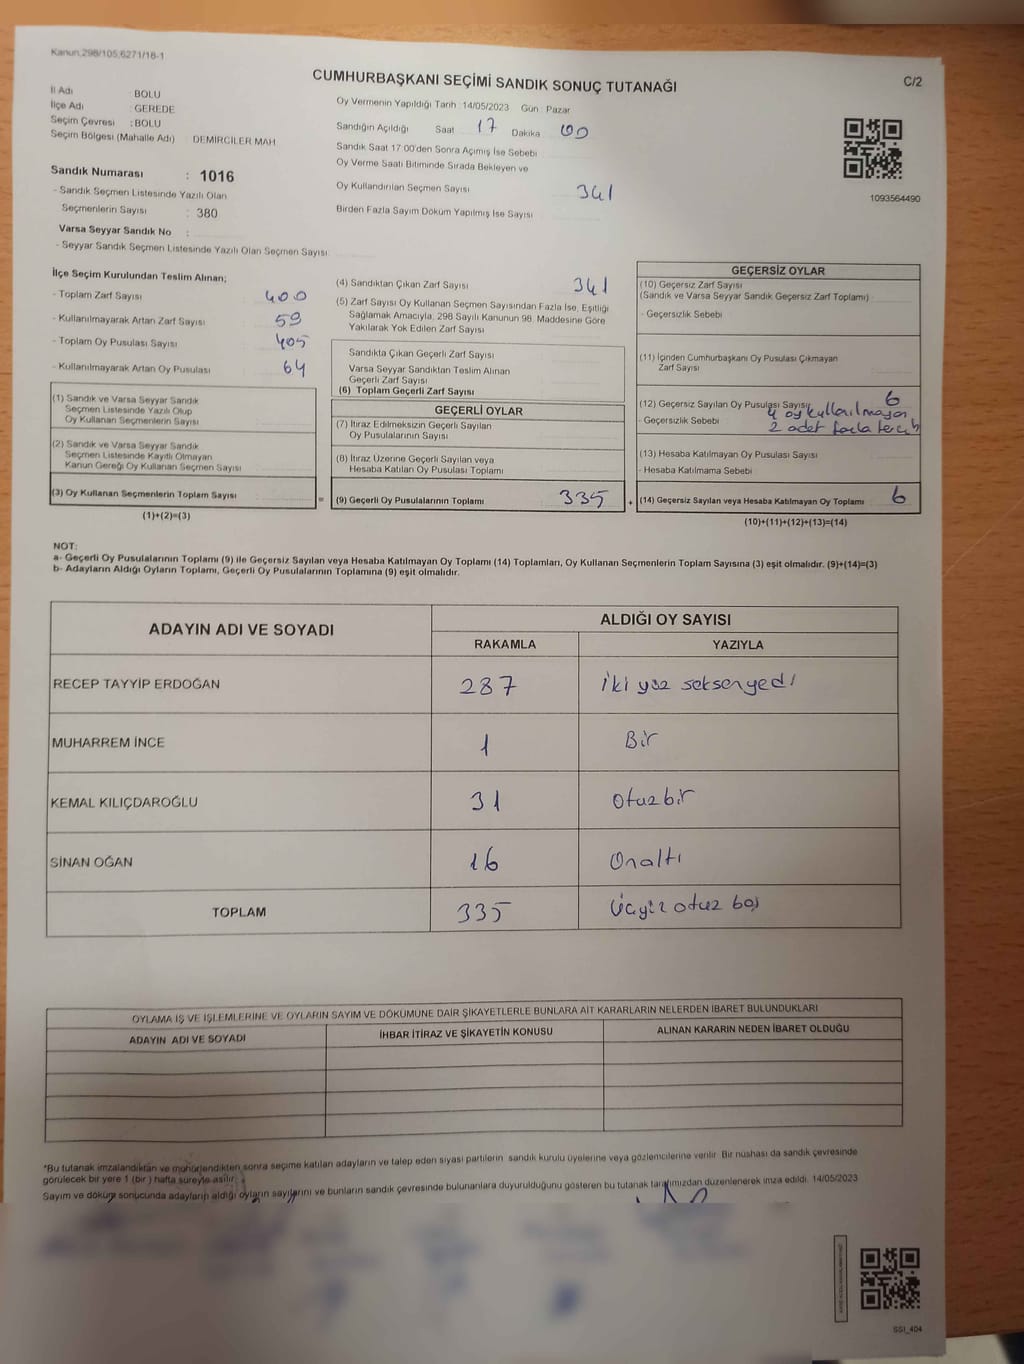 Kanun.298/105,6271/18-1
CUMHURBAŞKANI SEÇİMİ SANDIK SONUÇ TUTANAĞI
C/2
İl Adı : BOLU
İlçe Adı : GEREDE
Seçim Çevresi : BOLU
Seçim Bölgesi (Mahalle Adı) DEMİRCİLER MAH
Oy Vermenin Yapıldığı Tarih : 14/05/2023 Gün : Pazar
Sandığın Açıldığı Saat 17 Dakika 00
Sandık Saat 17:00'den Sonra Açımış İse Sebebi
Oy Verme Saati Bitiminde Sırada Bekleyen ve
Oy Kullandırılan Seçmen Sayısı 341
Birden Fazla Sayım Döküm Yapılmış İse Sayısı
1093564490
Sandık Numarası : 1016
- Sandık Seçmen Listesinde Yazılı Olan
Seçmenlerin Sayısı : 380
Varsa Seyyar Sandık No :
- Seyyar Sandık Seçmen Listesinde Yazılı Olan Seçmen Sayısı:
İlçe Seçim Kurulundan Teslim Alınan;
- Toplam Zarf Sayısı 400
- Kullanılmayarak Artan Zarf Sayısı 59
- Toplam Oy Pusulası Sayısı 405
- Kullanılmayarak Artan Oy Pusulası 64
(1) Sandık ve Varsa Seyyar Sandık
Seçmen Listesinde Yazılı Olup
Oy Kullanan Seçmenlerin Sayısı
(2) Sandık ve Varsa Seyyar Sandık
Seçmen Listesinde Kayıtlı Olmayan
Kanun Gereği Oy Kullanan Seçmen Sayısı
(3) Oy Kullanan Seçmenlerin Toplam Sayısı
(1)+(2)=(3)
=
(4) Sandıktan Çıkan Zarf Sayısı 341
(5) Zarf Sayısı Oy Kullanan Seçmen Sayısından Fazla İse, Eşitliği
Sağlamak Amacıyla, 298 Sayılı Kanunun 98. Maddesine Göre
Yakılarak Yok Edilen Zarf Sayısı
Sandıkta Çıkan Geçerli Zarf Sayısı
Varsa Seyyar Sandıktan Teslim Alınan
Geçerli Zarf Sayısı
(6) Toplam Geçerli Zarf Sayısı
GEÇERLİ OYLAR
(7) İtiraz Edilmeksizin Geçerli Sayılan
Oy Pusulalarının Sayısı
(8) İtiraz Üzerine Geçerli Sayılan veya
Hesaba Katılan Oy Pusulası Toplamı
(9) Geçerli Oy Pusulalarının Toplamı 335
+
GEÇERSİZ OYLAR
(10) Geçersiz Zarf Sayısı
(Sandık ve Varsa Seyyar Sandık Geçersiz Zarf Toplamı)
- Geçersizlik Sebebi
(11) İçinden Cumhurbaşkanı Oy Pusulası Çıkmayan
Zarf Sayısı
(12) Geçersiz Sayılan Oy Pusulası Sayısı 6
4 oy kullanılmayan
- Geçersizlik Sebebi 2 adet fazla tercih
(13) Hesaba Katılmayan Oy Pusulası Sayısı
- Hesaba Katılmama Sebebi
(14) Geçersiz Sayılan veya Hesaba Katılmayan Oy Toplamı 6
(10)+(11)+(12)+(13)=(14)
NOT:
a- Geçerli Oy Pusulalarının Toplamı (9) ile Geçersiz Sayılan veya Hesaba Katılmayan Oy Toplamı (14) Toplamları, Oy Kullanan Seçmenlerin Toplam Sayısına (3) eşit olmalıdır. (9)+(14)=(3)
b- Adayların Aldığı Oyların Toplamı, Geçerli Oy Pusulalarının Toplamına (9) eşit olmalıdır.
ADAYIN ADI VE SOYADI
ALDIĞI OY SAYISI
RAKAMLA YAZIYLA
RECEP TAYYİP ERDOĞAN 287 iki yüz seksenyedi
MUHARREM İNCE 1 Bir
KEMAL KILIÇDAROĞLU 31 Otuzbir
SİNAN OĞAN 16 Onaltı
TOPLAM 335 Üçyüz otuz beş
OYLAMA İŞ VE İŞLEMLERİNE VE OYLARIN SAYIM VE DÖKÜMÜNE DAİR ŞİKAYETLERLE BUNLARA AİT KARARLARIN NELERDEN İBARET BULUNDUKLARI
ADAYIN ADI VE SOYADI İHBAR İTİRAZ VE ŞİKAYETİN KONUSU ALINAN KARARIN NEDEN İBARET OLDUĞU
*Bu tutanak imzalandıktan ve mühürlendikten sonra seçime katılan adayların ve talep eden siyasi partilerin sandık kurulu üyelerine veya gözlemcilerine verilir. Bir nüshası da sandık çevresinde
görülecek bir yere 1 (bir) hafta süreyle asılır.
Sayım ve döküm sonucunda adayların aldığı oyların sayılarını ve bunların sandık çevresinde bulunanlara duyurulduğunu gösteren bu tutanak tarafımızdan düzenlenerek imza edildi. 14/05/2023
SSI_404